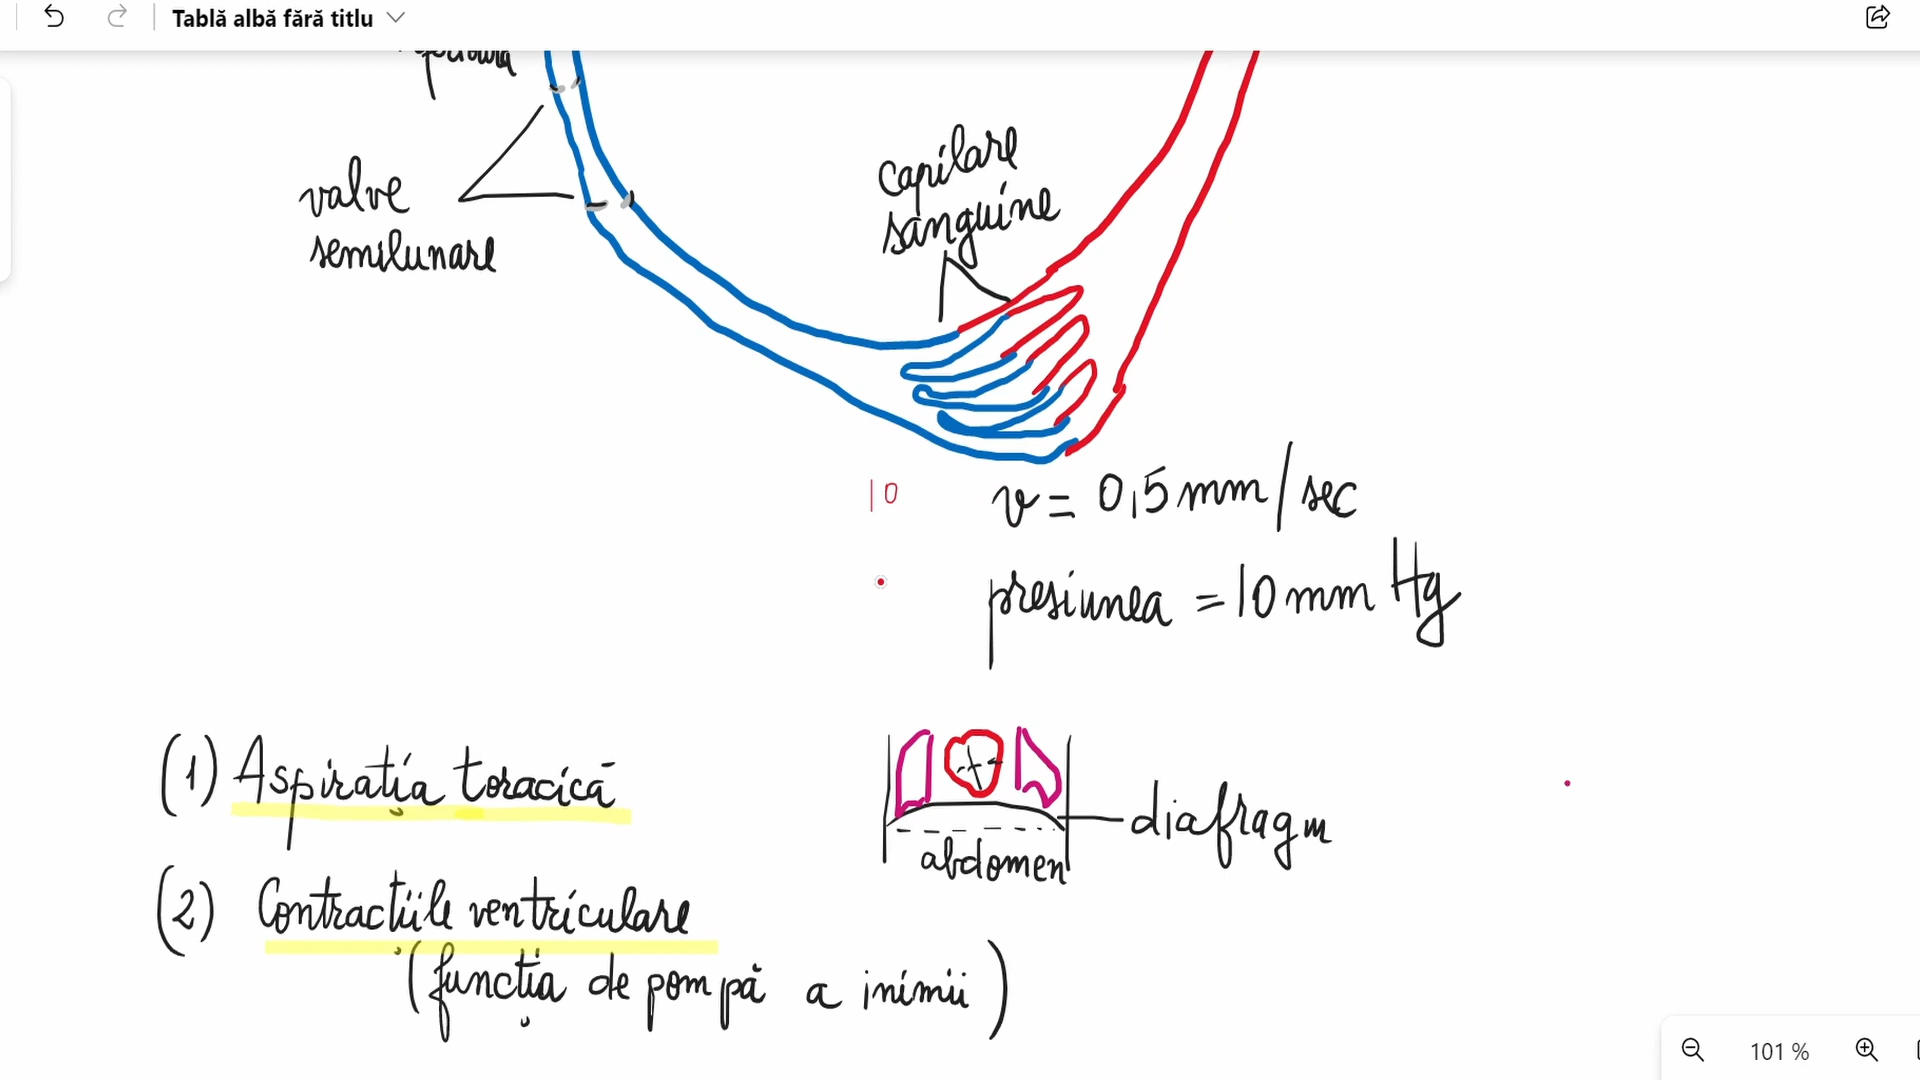 Tablă albă fără titlu
valve
semilunare
capilare
sanguine
10
v = 0,5 mm/sec
presiunea = 10 mm Hg
(1) Aspirația toracică
diafragm
abdomen
(2) Contracțiile ventriculare
(funcția de pompă a inimii)
101 %